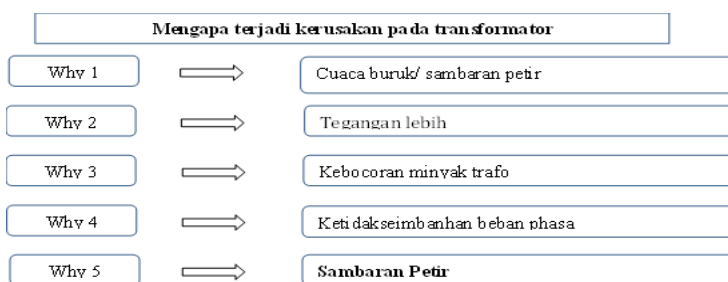 Mengapa terjadi kerusakan pada transformator
Why 1 Cuaca buruk/ sambaran petir
Why 2 Tegangan lebih
Why 3 Kebocoran minyak trafo
Why 4 Ketidakseimbanhan beban phasa
Why 5 Sambaran Petir